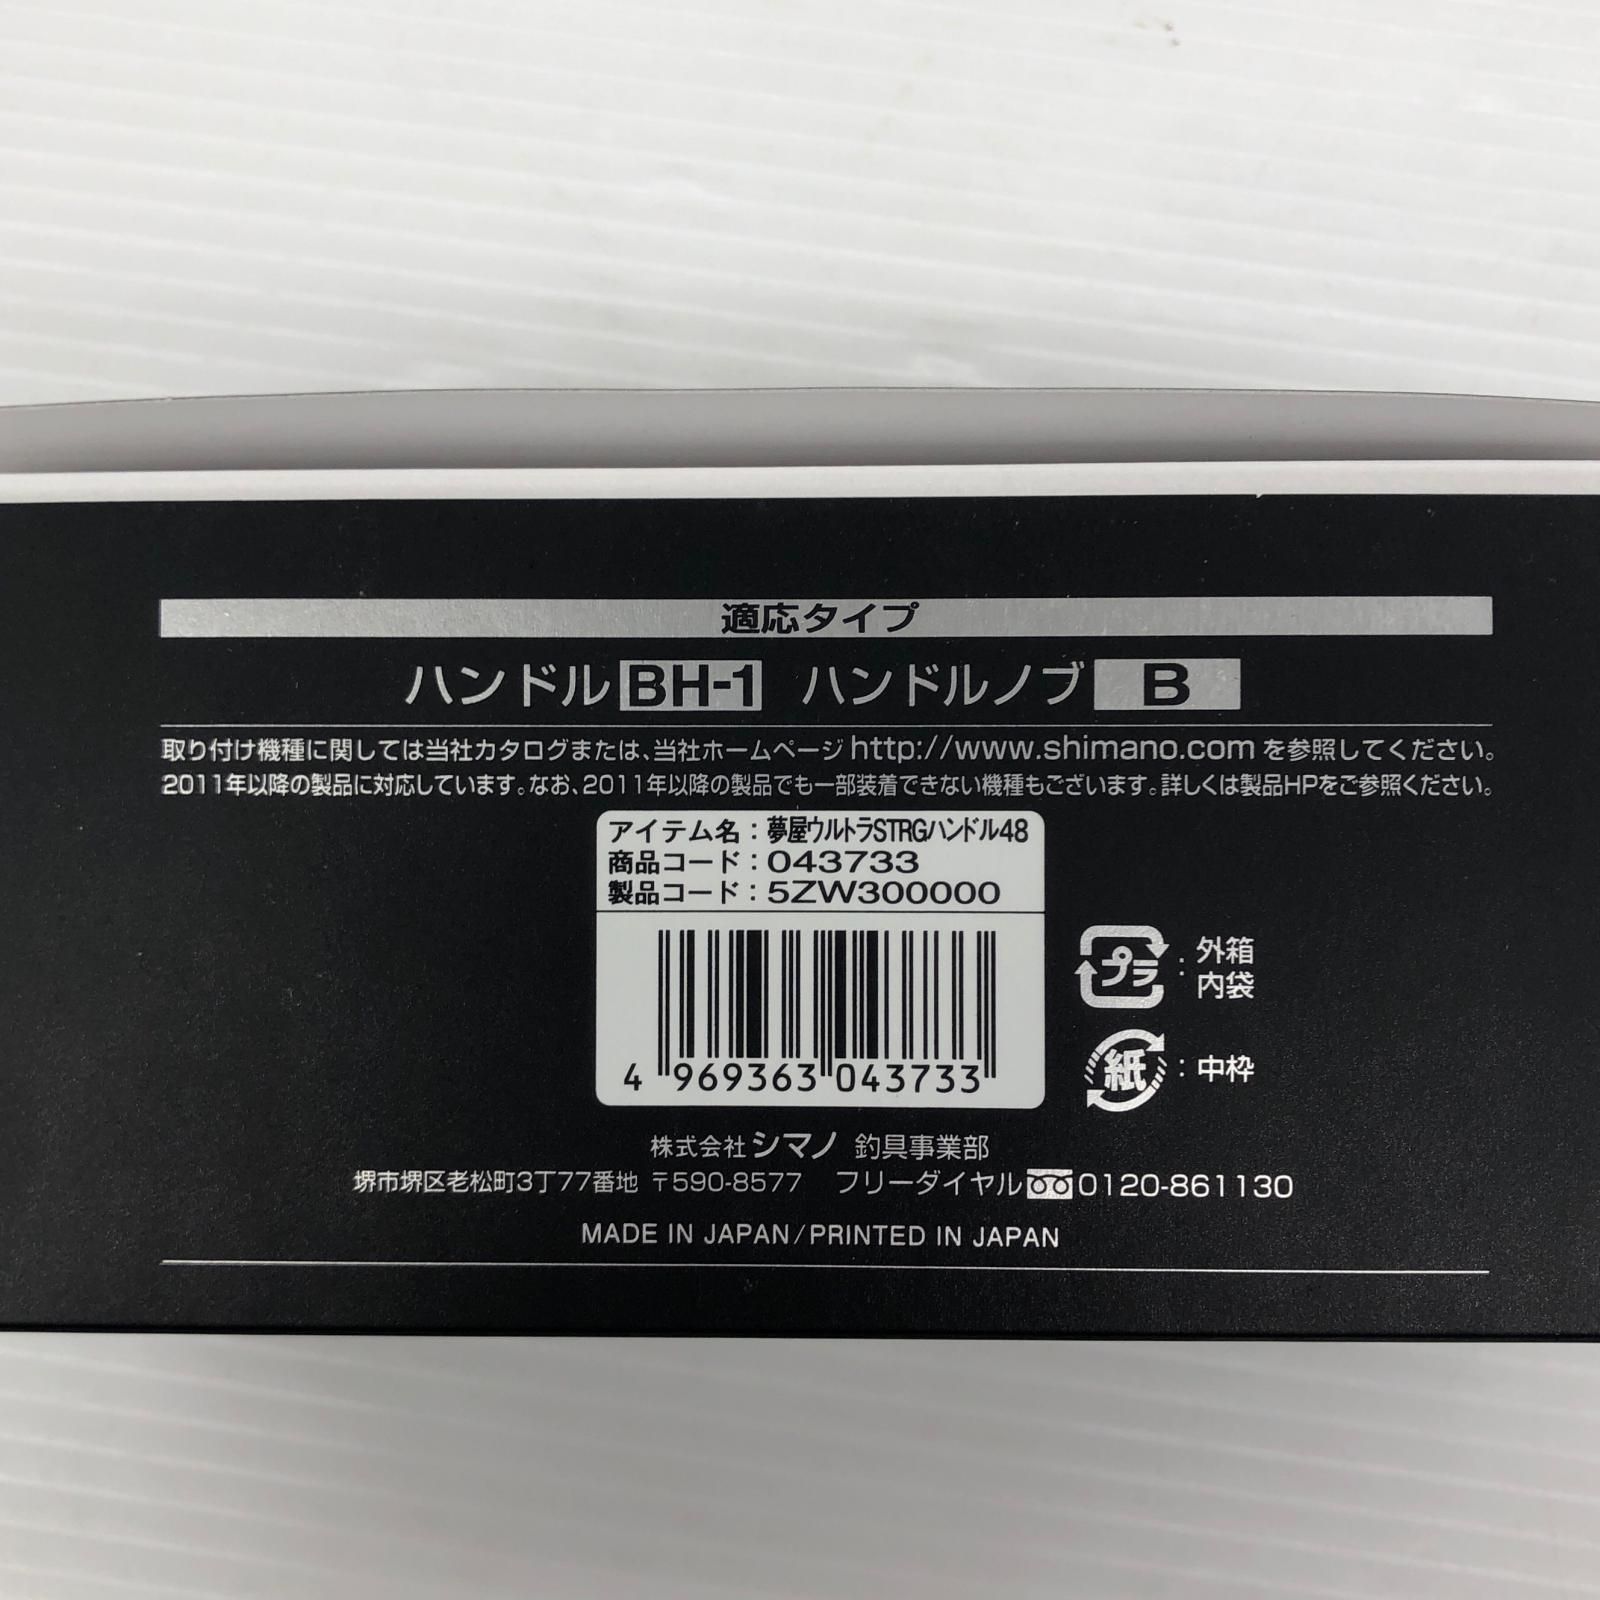 適応タイプ
ハンドル BH-1 ハンドルノブ B
取り付け機種に関しては当社カタログまたは、当社ホームページ http://www.shimano.com を参照してください。
2011年以降の製品に対応しています。なお、2011年以降の製品でも一部装着できない機種もございます。詳しくは製品HPをご参照ください。
アイテム名：夢屋ウルトラSTRGハンドル48
商品コード：043733
製品コード：5ZW300000
4 969363 043733
プラ：外箱
内袋
紙：中枠
株式会社 シマノ 釣具事業部
堺市堺区老松町3丁77番地 〒590-8577 フリーダイヤル 0120-861130
MADE IN JAPAN/PRINTED IN JAPAN